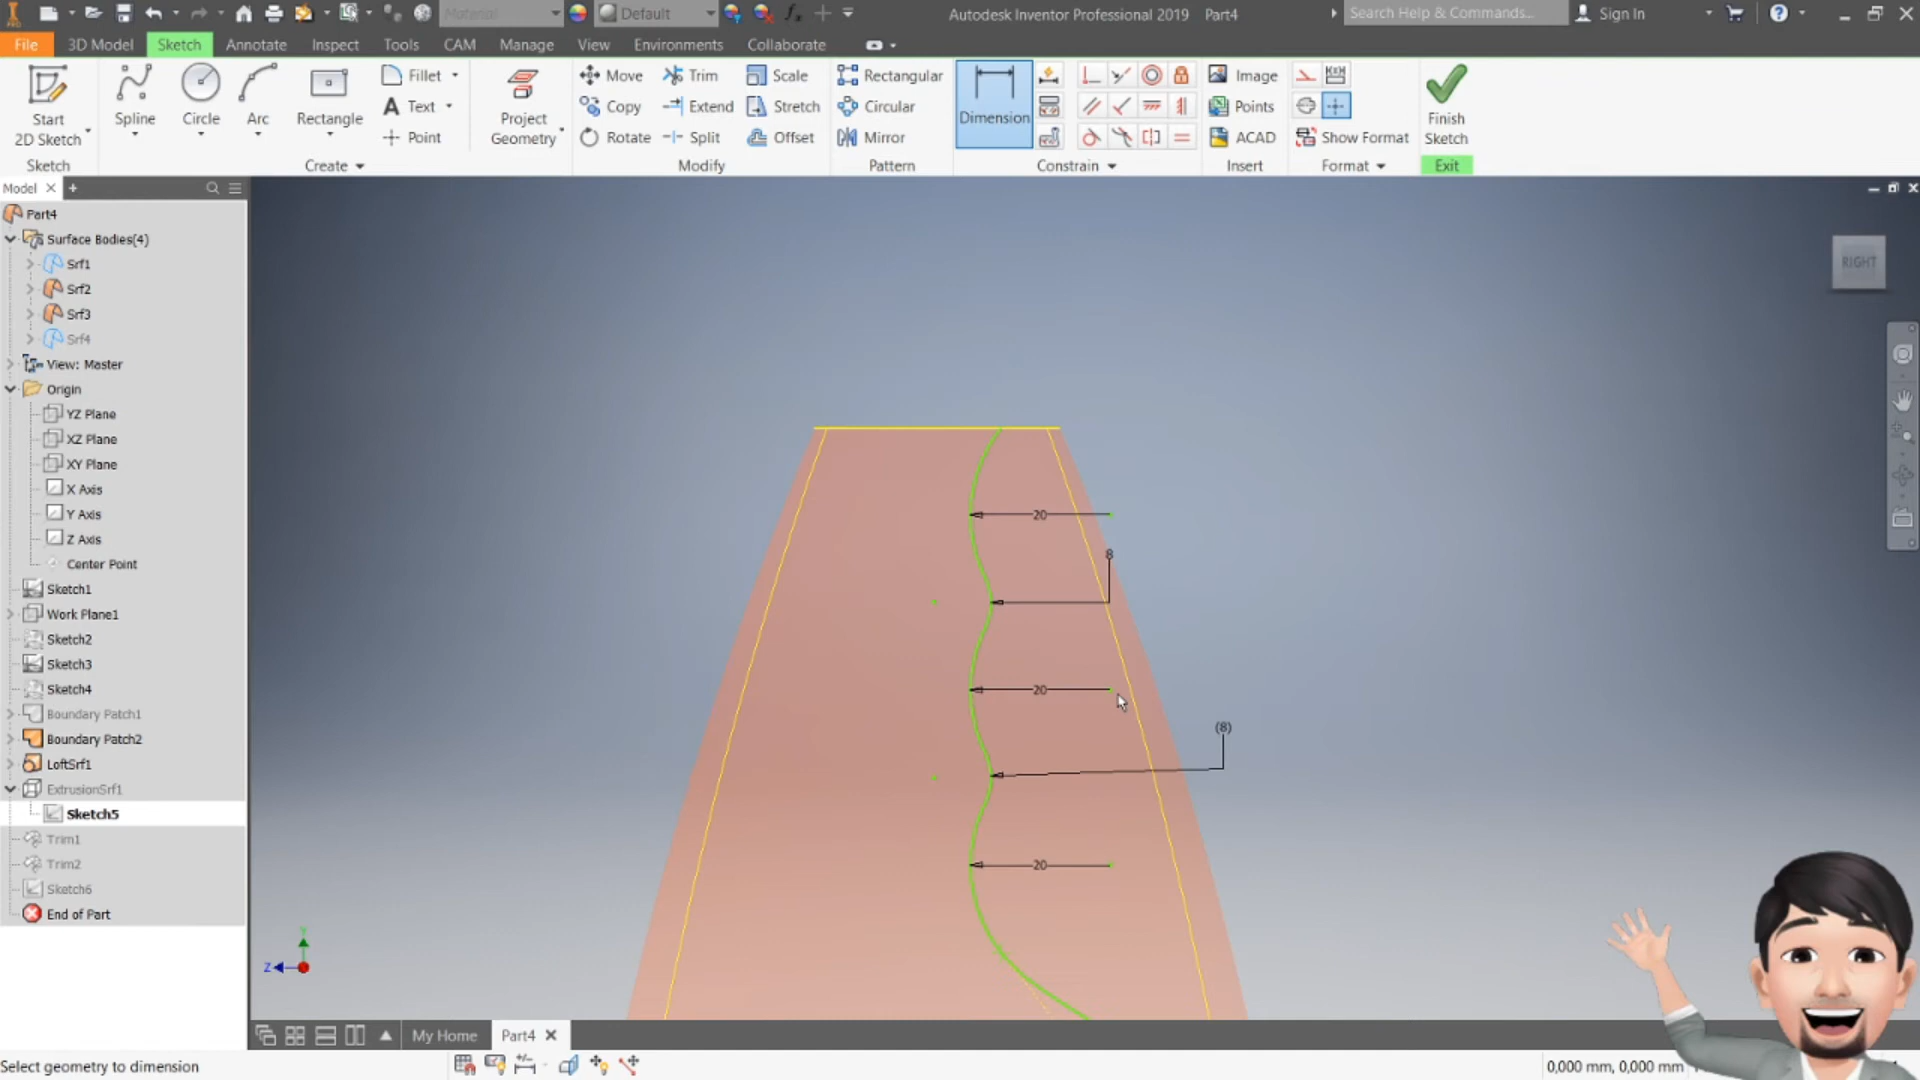 Material
Default
Autodesk Inventor Professional 2019 Part4
Search Help & Commands...
Sign In
File 3D Model Sketch Annotate Inspect Tools CAM Manage View Environments Collaborate
Start 2D Sketch
Spline
Circle
Arc
Rectangle
Fillet
Text
Point
Project Geometry
Move
Copy
Rotate
Trim
Extend
Split
Scale
Stretch
Offset
Rectangular
Circular
Mirror
Dimension
Image
Points
ACAD
Show Format
Finish Sketch
Sketch
Create
Modify
Pattern
Constrain
Insert
Format
Exit
Model
Part4
Surface Bodies(4)
Srf1
Srf2
Srf3
Srf4
View: Master
Origin
YZ Plane
XZ Plane
XY Plane
X Axis
Y Axis
Z Axis
Center Point
Sketch1
Work Plane1
Sketch2
Sketch3
Sketch4
Boundary Patch1
Boundary Patch2
LoftSrf1
ExtrusionSrf1
Sketch5
Trim1
Trim2
Sketch6
End of Part
RIGHT
20
8
20
(8)
20
Y
Z
My Home
Part4
Select geometry to dimension
0,000 mm, 0,000 mm